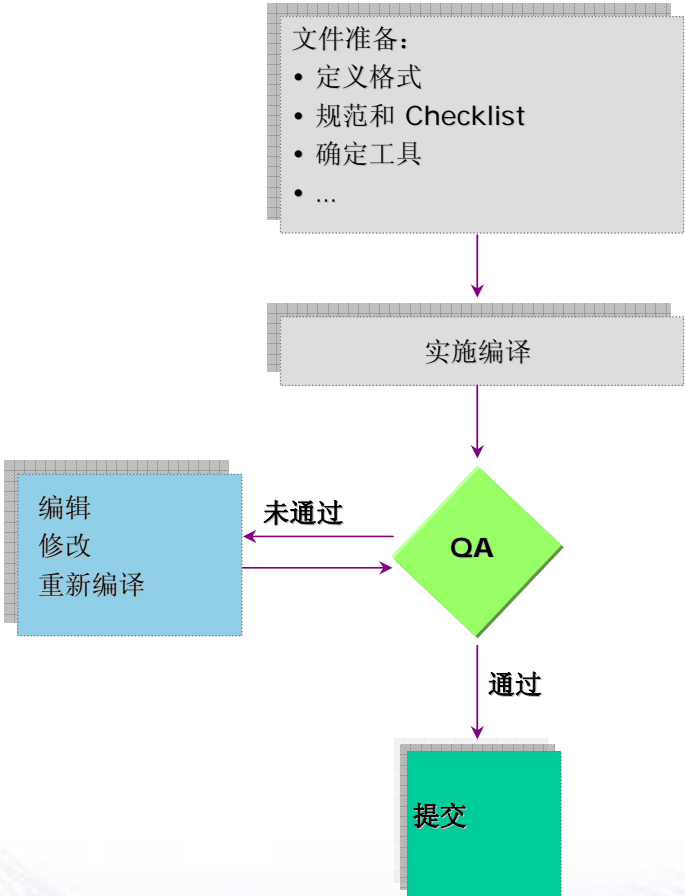 文件准备：
• 定义格式
• 规范和 Checklist
• 确定工具
• ...
实施编译
编辑
修改
重新编译
未通过
QA
通过
提交